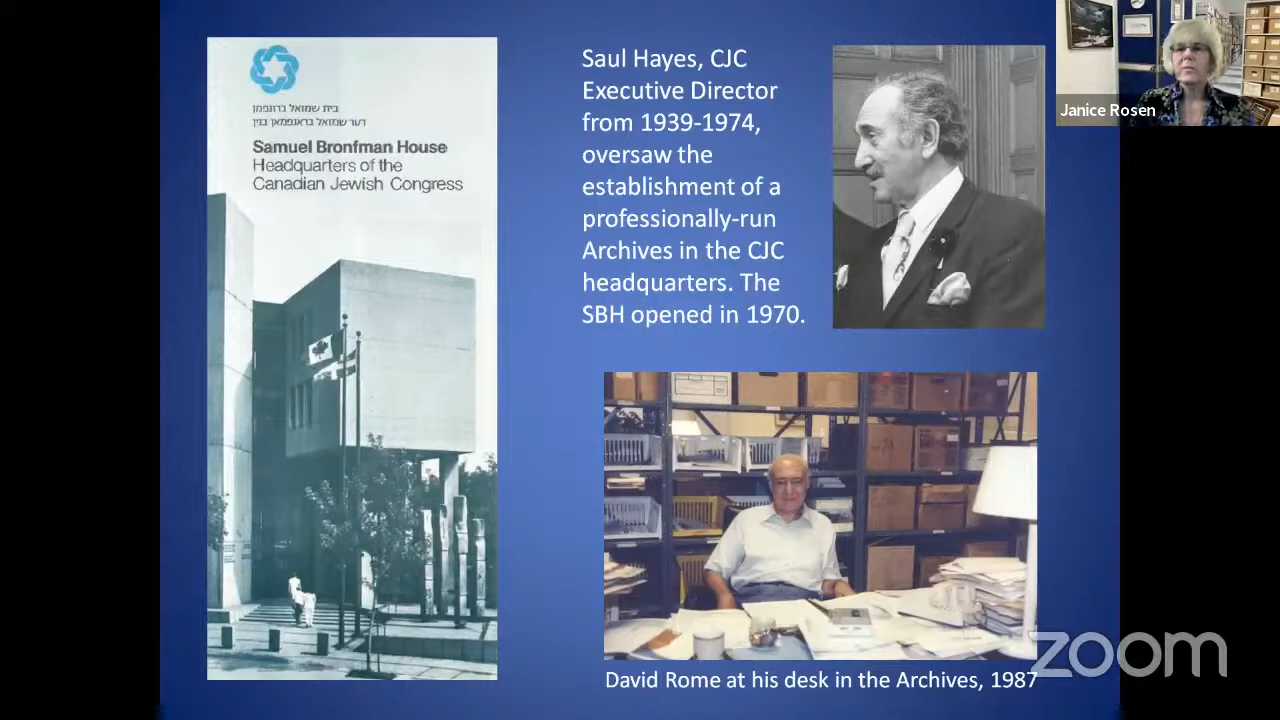 בית שמואל ברונפמן
דער שמואל בראנפמאן בנין
Samuel Bronfman House
Headquarters of the
Canadian Jewish Congress
Saul Hayes, CJC
Executive Director
from 1939-1974,
oversaw the
establishment of a
professionally-run
Archives in the CJC
headquarters. The
SBH opened in 1970.
David Rome at his desk in the Archives, 1987
Janice Rosen
zoom